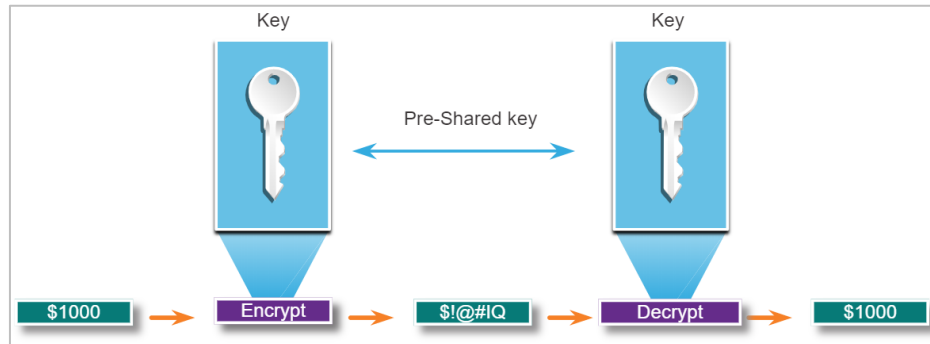 Key
Key
Pre-Shared key
$1000
Encrypt
$!@#IQ
Decrypt
$1000